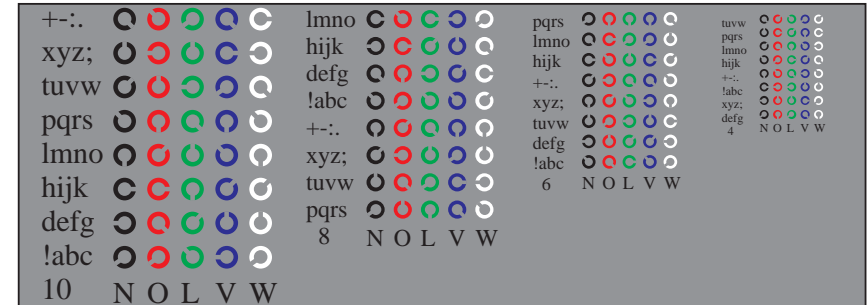 +-:.
xyz;
tuvw
pqrs
lmno
hijk
defg
!abc
10 N O L V W
lmno
hijk
defg
!abc
+-:.
xyz;
tuvw
pqrs
8 N O L V W
pqrs
lmno
hijk
+-:.
xyz;
tuvw
defg
!abc
6 N O L V W
tuvw
pqrs
lmno
hijk
+-:.
!abc
xyz;
defg
4 N O L V W